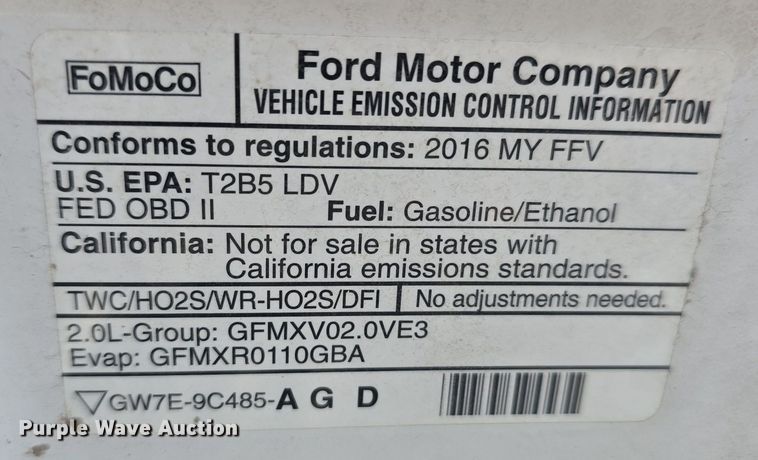 FoMoCo
Ford Motor Company
VEHICLE EMISSION CONTROL INFORMATION
Conforms to regulations: 2016 MY FFV
U.S. EPA: T2B5 LDV
FED OBD II Fuel: Gasoline/Ethanol
California: Not for sale in states with
California emissions standards.
TWC/HO2S/WR-HO2S/DFI No adjustments needed.
2.0L-Group: GFMXV02.0VE3
Evap: GFMXR0110GBA
GW7E-9C485-A G D
Purple Wave Auction